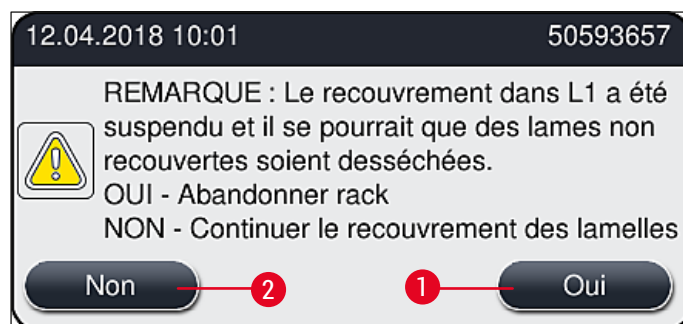 12.04.2018 10:01 50593657
REMARQUE : Le recouvrement dans L1 a été
suspendu et il se pourrait que des lames non
recouvertes soient desséchées.
OUI - Abandonner rack
NON - Continuer le recouvrement des lamelles
Non 2 1 Oui